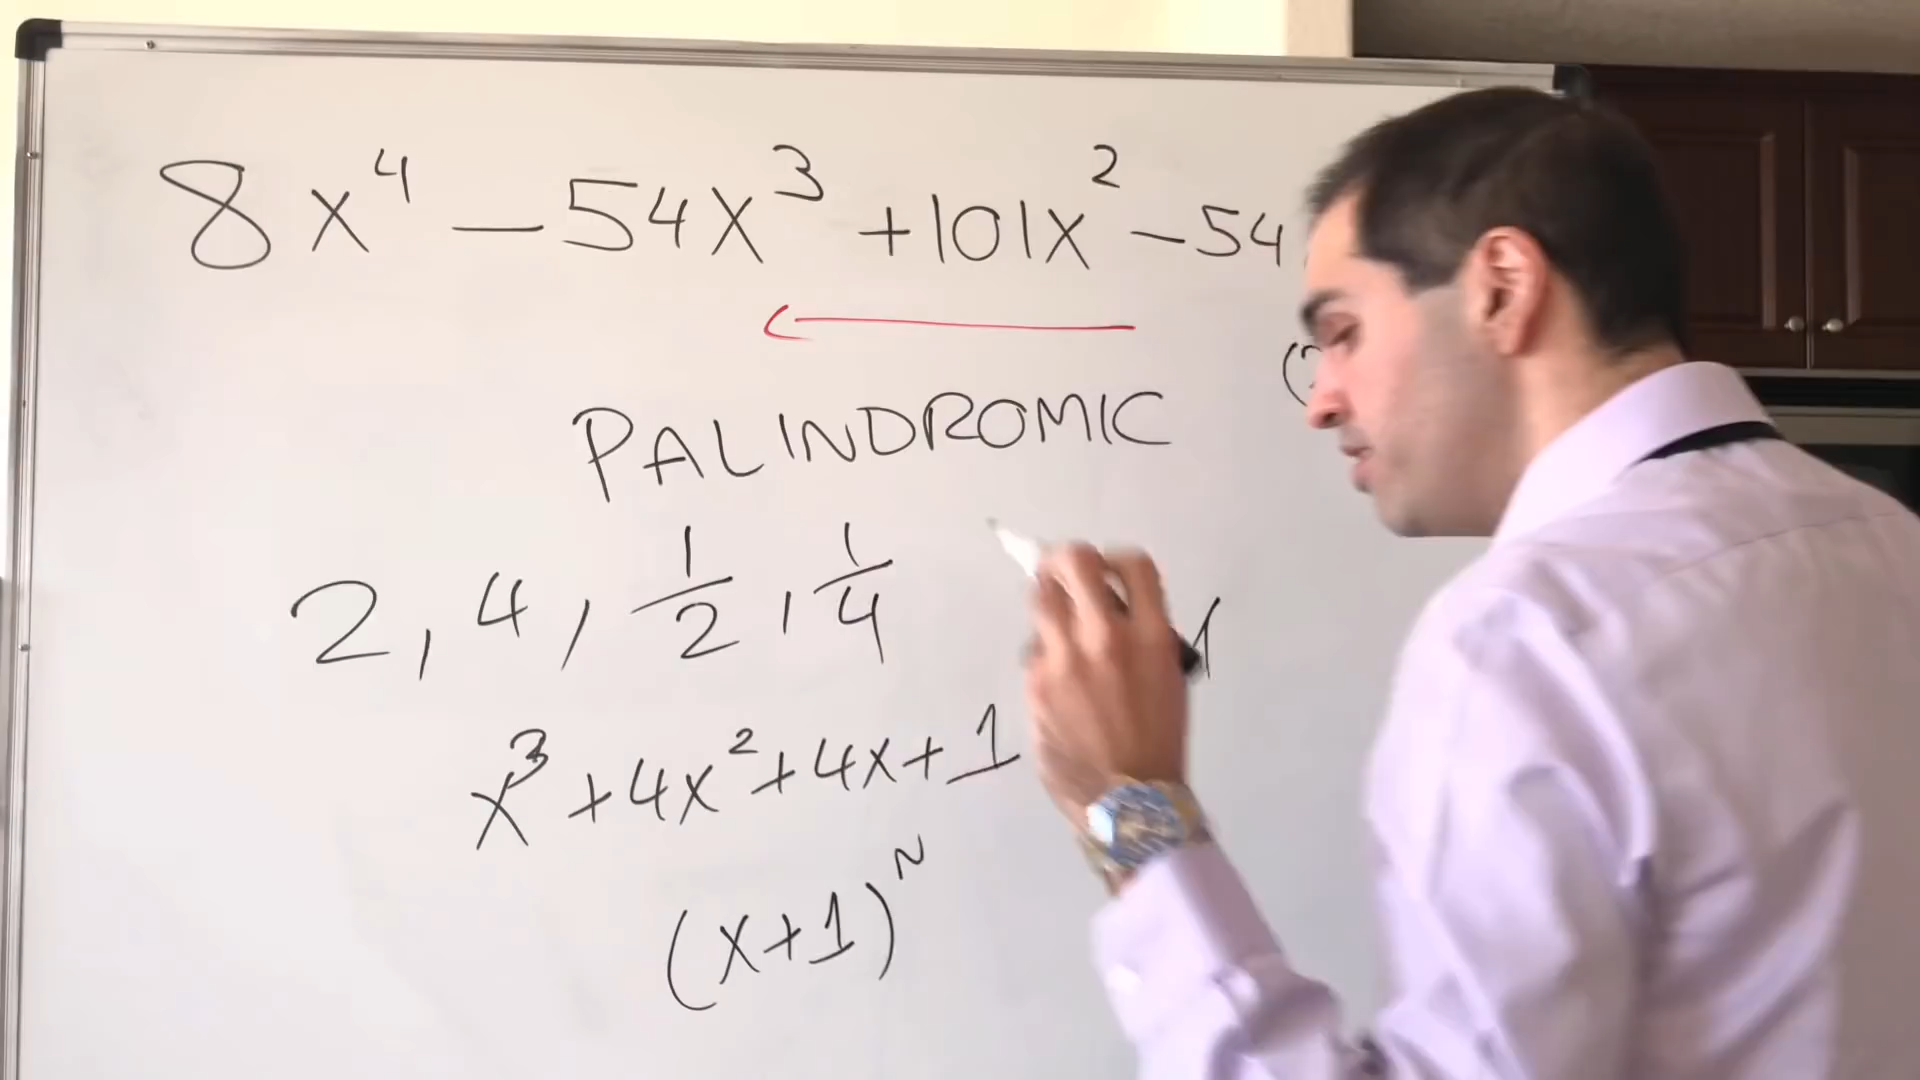 8x⁴ - 54x³ + 101x² - 54
PALINDROMIC
2, 4, 1/2, 1/4
x³ + 4x² + 4x + 1
(x+1)ᴺ